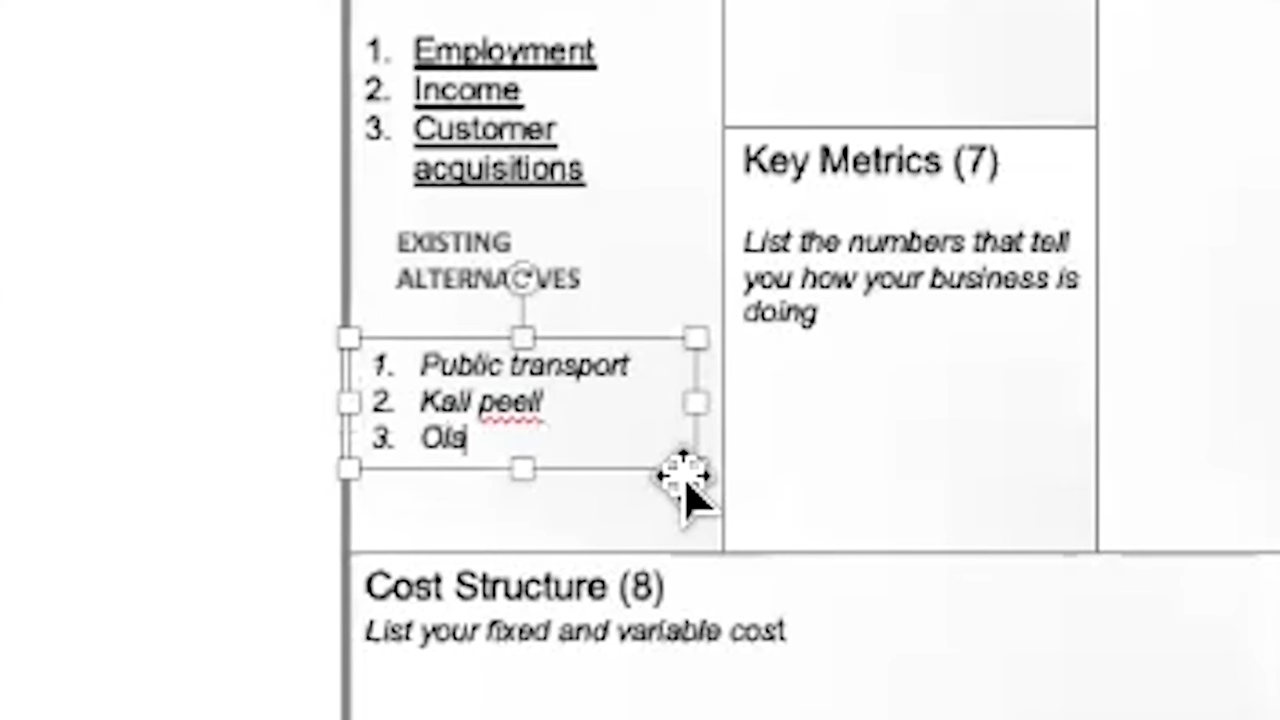 1. Employment
2. Income
3. Customer
acquisitions
EXISTING
ALTERNATIVES
1. Public transport
2. Kali peeli
3. Ola
Key Metrics (7)
List the numbers that tell
you how your business is
doing
Cost Structure (8)
List your fixed and variable cost